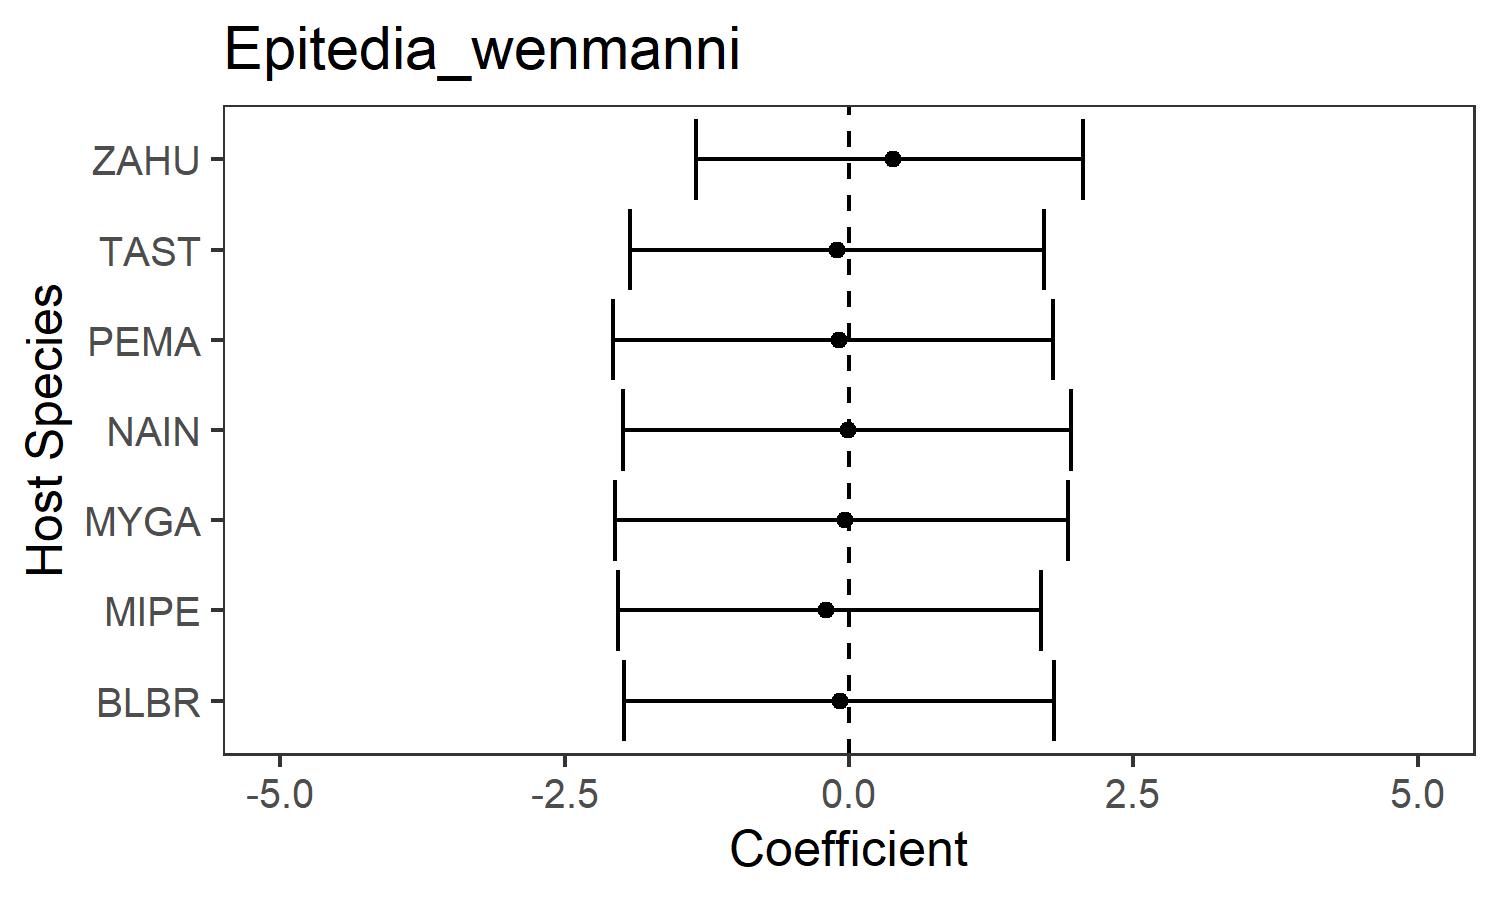 Epitedia_wenmanni
Host Species
ZAHU
TAST
PEMA
NAIN
MYGA
MIPE
BLBR
-5.0 -2.5 0.0 2.5 5.0
Coefficient